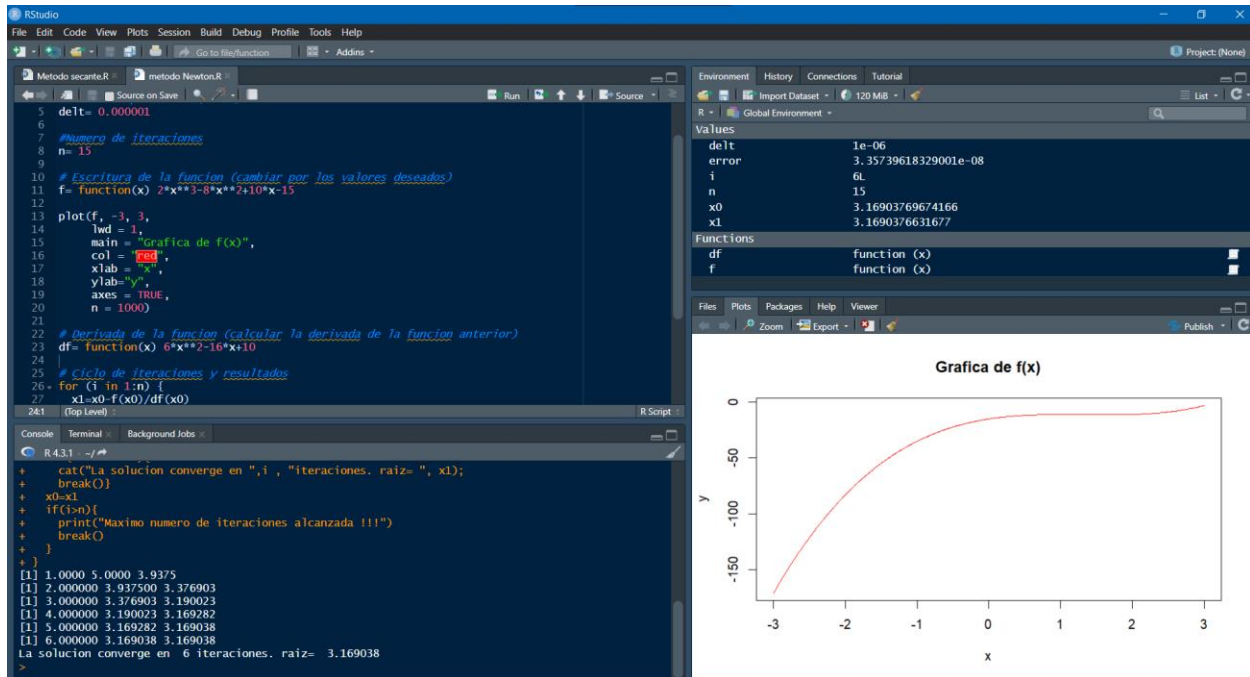 RStudio
File Edit Code View Plots Session Build Debug Profile Tools Help
Go to file/function Addins Project: (None)
Metodo secante.R metodo Newton.R
Source on Save Run Source
5 delt= 0.000001
6
7 #Numero de iteraciones
8 n= 15
9
10 # Escritura de la funcion (cambiar por los valores deseados)
11 f= function(x) 2*x**3-8*x**2+10*x-15
12
13 plot(f, -3, 3,
14 lwd = 1,
15 main = "Grafica de f(x)",
16 col = "red",
17 xlab = "x",
18 ylab="y",
19 axes = TRUE,
20 n = 1000)
21
22 # Derivada de la funcion (calcular la derivada de la funcion anterior)
23 df= function(x) 6*x**2-16*x+10
24
25 # Ciclo de iteraciones y resultados
26 for (i in 1:n) {
27 x1=x0-f(x0)/df(x0)
24:1 (Top Level) R Script
Console Terminal Background Jobs
R 4.3.1 · ~/
+ cat("La solucion converge en ",i , "iteraciones. raiz= ", x1);
+ break()}
+ x0=x1
+ if(i>n){
+ print("Maximo numero de iteraciones alcanzada !!!")
+ break()
+ }
+ }
[1] 1.0000 5.0000 3.9375
[1] 2.000000 3.937500 3.376903
[1] 3.000000 3.376903 3.190023
[1] 4.000000 3.190023 3.169282
[1] 5.000000 3.169282 3.169038
[1] 6.000000 3.169038 3.169038
La solucion converge en 6 iteraciones. raiz= 3.169038
>
Environment History Connections Tutorial
Import Dataset 120 MiB List
R Global Environment
Values
delt 1e-06
error 3.35739618329001e-08
i 6L
n 15
x0 3.16903769674166
x1 3.1690376631677
Functions
df function (x)
f function (x)
Files Plots Packages Help Viewer
Zoom Export Publish
Grafica de f(x)
0
-50
-100
-150
y
-3 -2 -1 0 1 2 3
x